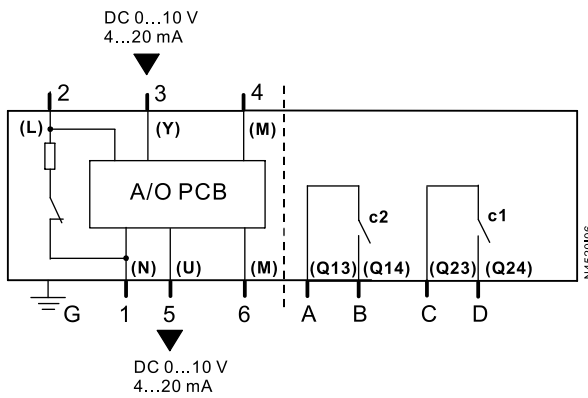 DC 0...10 V
4...20 mA
2 3 4
(L) (Y) (M)
A/O PCB
c2 c1
(N) (U) (M) (Q13) (Q14) (Q23) (Q24)
G 1 5 6 A B C D
DC 0...10 V
4...20 mA
N4529M06